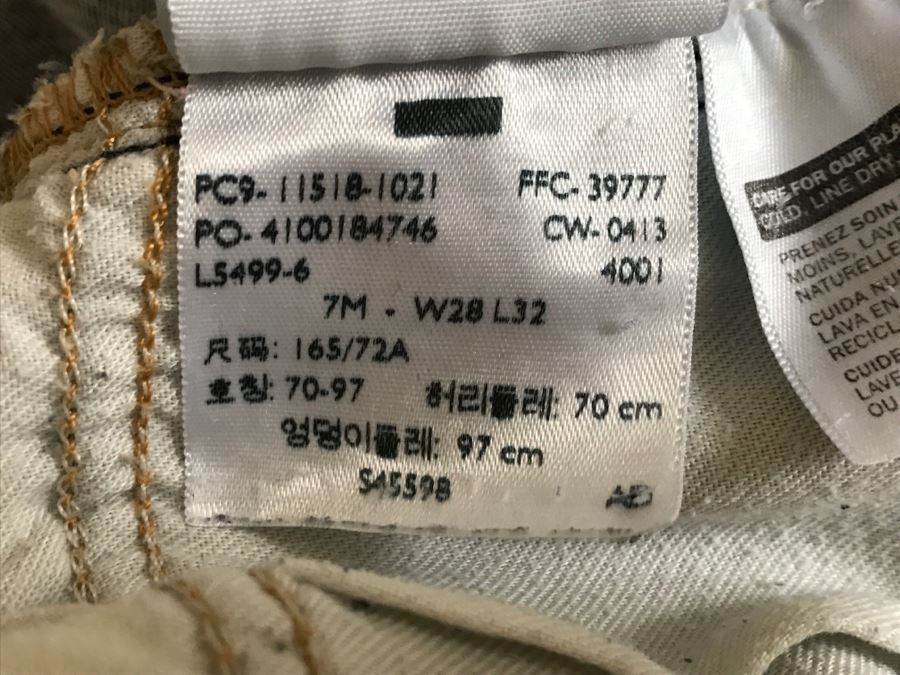 PC9-11518-1021 FFC-39777
PO-4100184746 CW-0413
L5499-6 4001
7M - W28 L32
尺码: 165/72A
호칭: 70-97 허리둘레: 70 cm
엉덩이둘레: 97 cm
S45598 AD
CARE FOR OUR PLA
COLD, LINE DRY,
PRENEZ SOIN
MOINS, LAV
NATURELLE
CUIDA NU
LAVA EN
RECICL
CUIDE
LAVE
OU